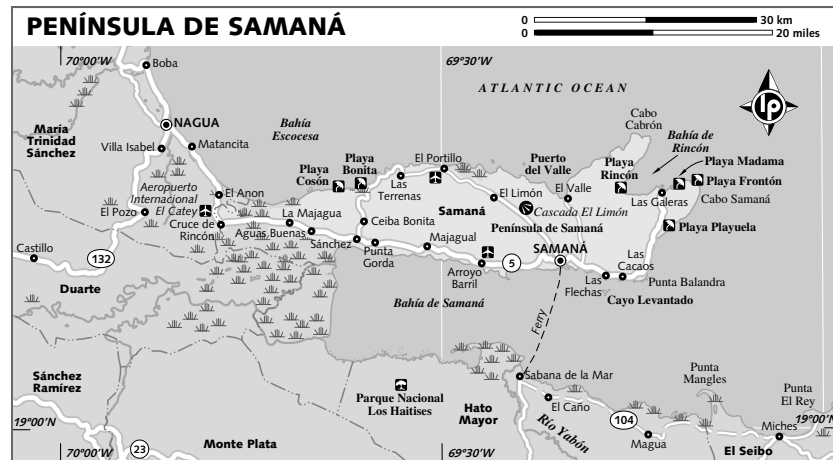 PENÍNSULA DE SAMANÁ
0 30 km
0 20 miles
70°00'W
69°30'W
Boba
ATLANTIC OCEAN
lp
NAGUA
Bahía
Escocesa
Cabo
Cabrón
María
Trinidad
Sánchez
Villa Isabel
Matancita
Bahía de
Rincón
Playa
Cosón
Playa
Bonita
El Portillo
Puerto
del Valle
Playa
Rincón
Playa Madama
Playa Frontón
Aeropuerto
Internacional
El Catey
El Anon
Las
Terrenas
El Limón
El Valle
Las Galeras
Cabo Samaná
El Pozo
La Majagua
Samaná
Cascada El Limón
Cruce de
Rincón
Aguas Buenas
Ceiba Bonita
Península de Samaná
Playa Playuela
Castillo
132
Sánchez
Punta
Gorda
Majagual
SAMANÁ
Arroyo
Barril
5
Las
Cacaos
Duarte
Las
Flechas
Punta Balandra
Bahía de Samaná
Cayo Levantado
Ferry
Sánchez
Ramírez
Parque Nacional
Los Haitises
Sabana de la Mar
Punta
Mangles
Punta
El Rey
Hato
Mayor
El Caño
19°00'N
19°00'N
Río Yabón
104
Miches
Monte Plata
Magua
El Seibo
23
70°00'W
69°30'W